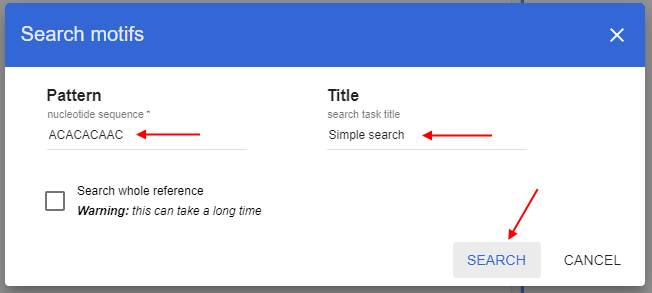 Search motifs
Pattern
nucleotide sequence *
ACACACAAC
Title
search task title
Simple search
Search whole reference
Warning: this can take a long time
SEARCH
CANCEL